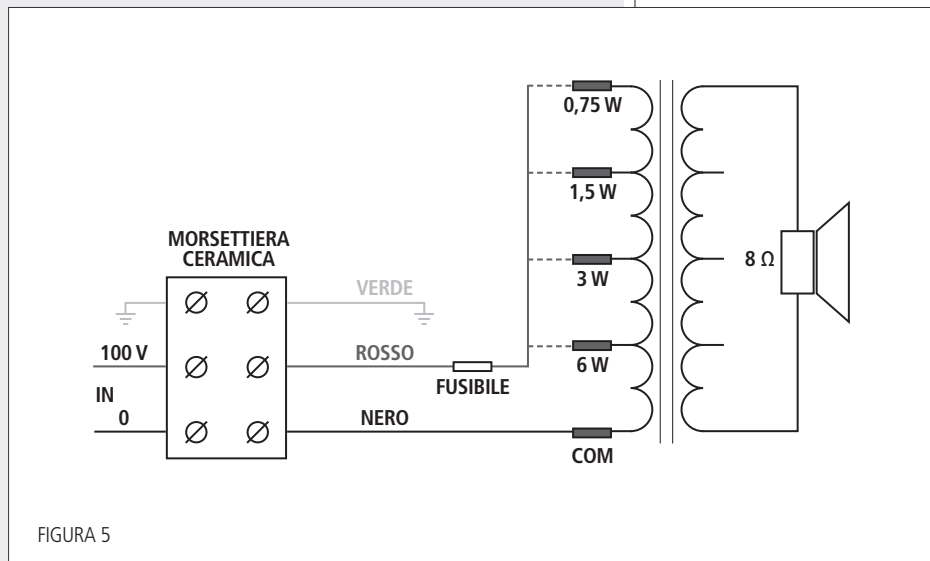 0,75 W
1,5 W
MORSETTIERA
CERAMICA
8 Ω
3 W
VERDE
100 V
ROSSO
6 W
FUSIBILE
IN
0
NERO
COM
FIGURA 5